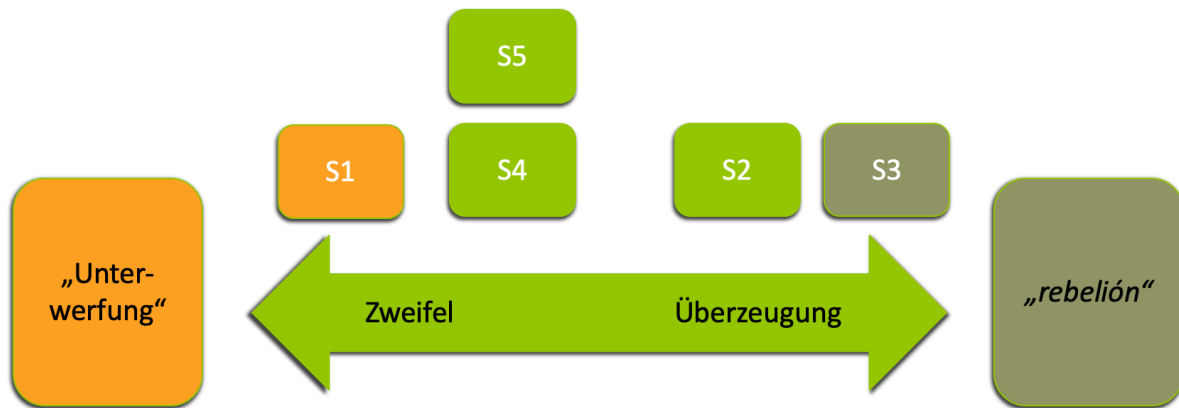 S5
S1
S4
S2
S3
„Unter-
werfung“
Zweifel
Überzeugung
„rebelión“